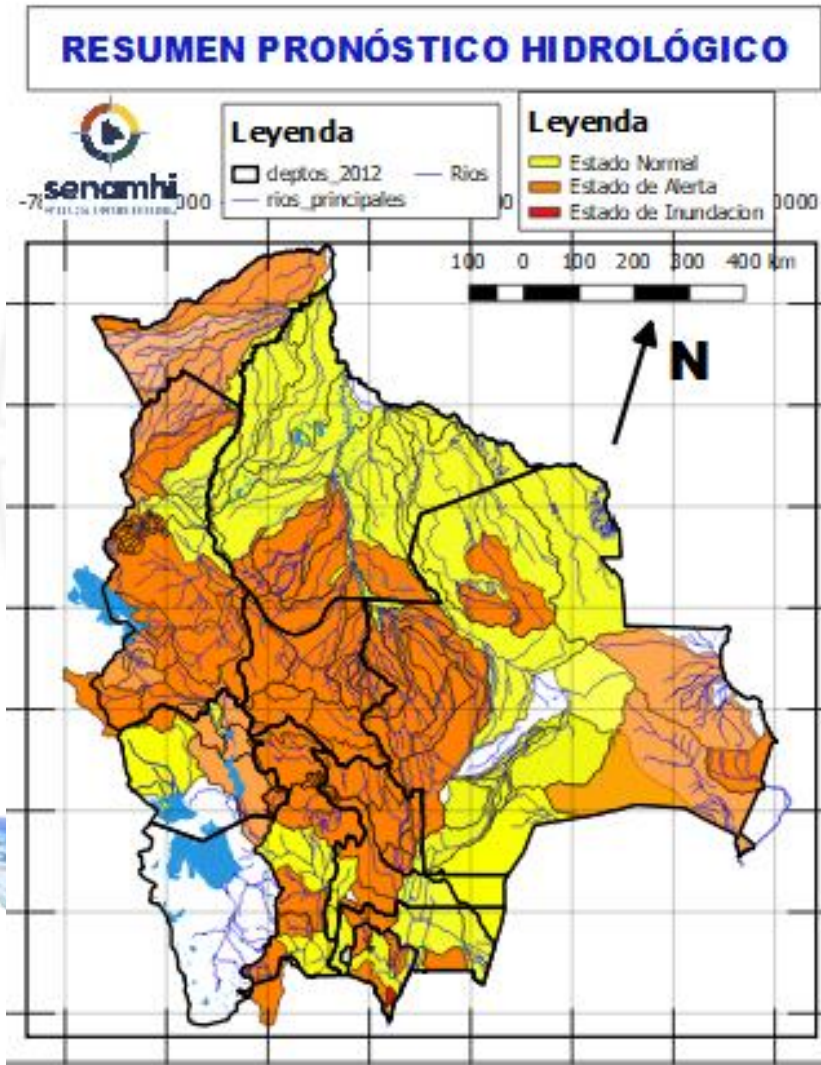 RESUMEN PRONÓSTICO HIDROLÓGICO
senamhi
Leyenda
deptos_2012
Rios
rios_principales
Leyenda
Estado Normal
Estado de Alerta
Estado de Inundacion
100 0 100 200 300 400 km
N